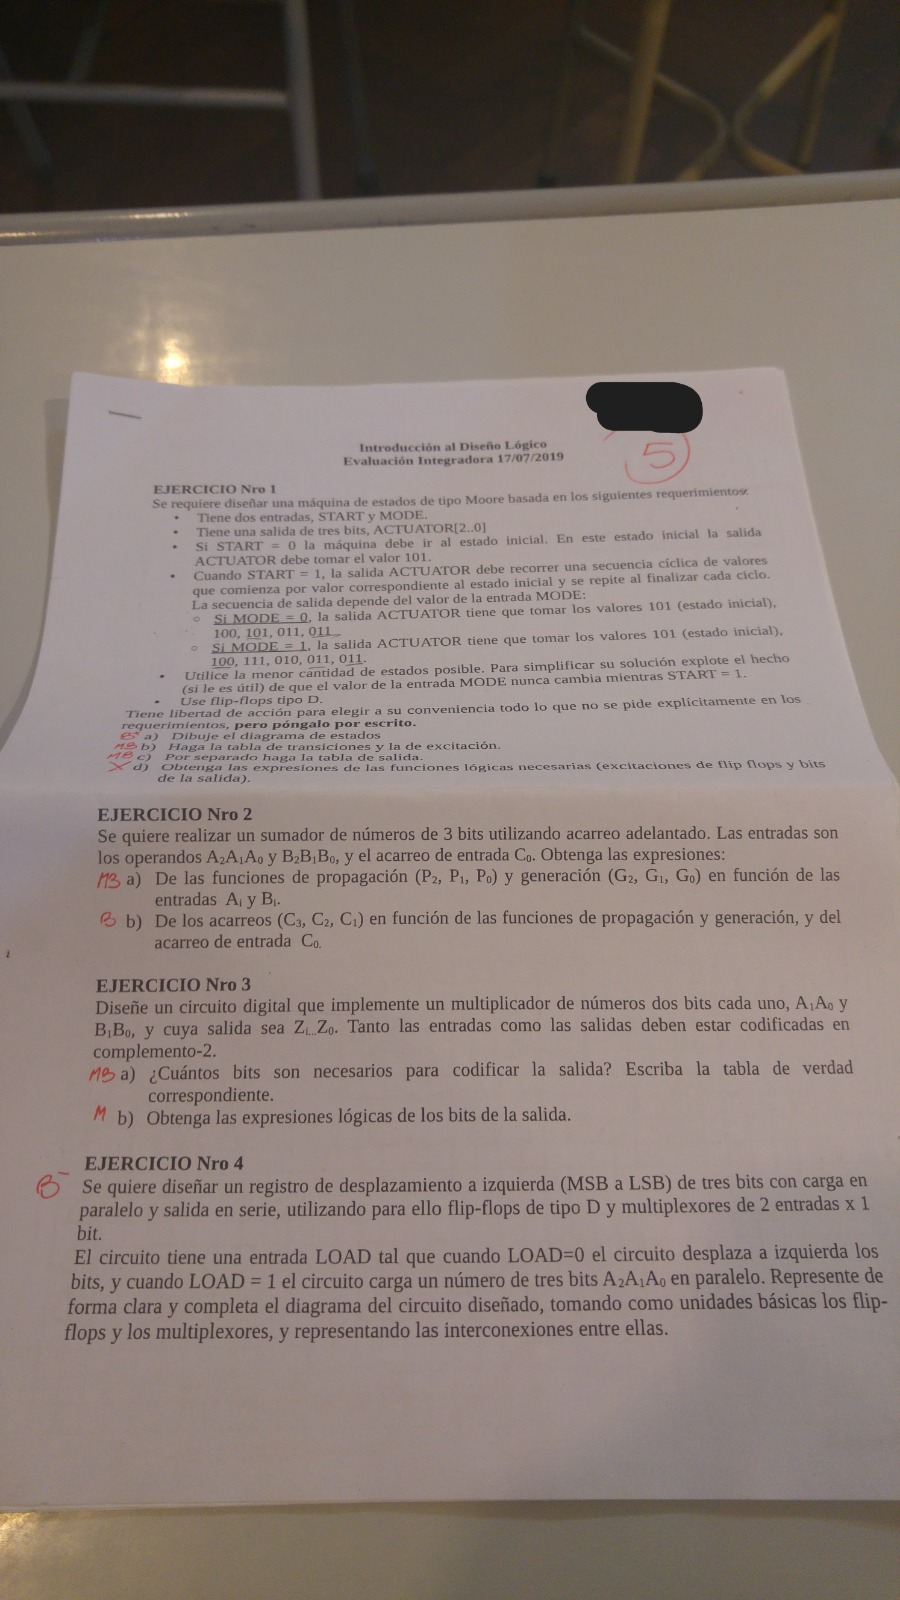 Introducción al Diseño Lógico
Evaluación Integradora 17/07/2019
5
EJERCICIO Nro 1
Se requiere diseñar una máquina de estados de tipo Moore basada en los siguientes requerimientos:
• Tiene dos entradas, START y MODE.
• Tiene una salida de tres bits, ACTUATOR[2..0]
• Si START = 0 la máquina debe ir al estado inicial. En este estado inicial la salida
ACTUATOR debe tomar el valor 101.
• Cuando START = 1, la salida ACTUATOR debe recorrer una secuencia cíclica de valores
que comienza por valor correspondiente al estado inicial y se repite al finalizar cada ciclo.
La secuencia de salida depende del valor de la entrada MODE:
○ Si MODE = 0, la salida ACTUATOR tiene que tomar los valores 101 (estado inicial),
100, 101, 011, 011.
○ Si MODE = 1, la salida ACTUATOR tiene que tomar los valores 101 (estado inicial),
100, 111, 010, 011, 011.
• Utilice la menor cantidad de estados posible. Para simplificar su solución explote el hecho
(si le es útil) de que el valor de la entrada MODE nunca cambia mientras START = 1.
• Use flip-flops tipo D.
Tiene libertad de acción para elegir a su conveniencia todo lo que no se pide explícitamente en los
requerimientos, pero póngalo por escrito.
a) Dibuje el diagrama de estados
MB b) Haga la tabla de transiciones y la de excitación.
MB c) Por separado haga la tabla de salida.
X d) Obtenga las expresiones de las funciones lógicas necesarias (excitaciones de flip flops y bits
de la salida).
EJERCICIO Nro 2
Se quiere realizar un sumador de números de 3 bits utilizando acarreo adelantado. Las entradas son
los operandos A₂A₁A₀ y B₂B₁B₀, y el acarreo de entrada C₀. Obtenga las expresiones:
MB a) De las funciones de propagación (P₂, P₁, P₀) y generación (G₂, G₁, G₀) en función de las
entradas Aᵢ y Bᵢ.
B b) De los acarreos (C₃, C₂, C₁) en función de las funciones de propagación y generación, y del
acarreo de entrada C₀.
EJERCICIO Nro 3
Diseñe un circuito digital que implemente un multiplicador de números dos bits cada uno, A₁A₀ y
B₁B₀, y cuya salida sea Zᵢ...Z₀. Tanto las entradas como las salidas deben estar codificadas en
complemento-2.
MB a) ¿Cuántos bits son necesarios para codificar la salida? Escriba la tabla de verdad
correspondiente.
M b) Obtenga las expresiones lógicas de los bits de la salida.
EJERCICIO Nro 4
B⁻ Se quiere diseñar un registro de desplazamiento a izquierda (MSB a LSB) de tres bits con carga en
paralelo y salida en serie, utilizando para ello flip-flops de tipo D y multiplexores de 2 entradas x 1
bit.
El circuito tiene una entrada LOAD tal que cuando LOAD=0 el circuito desplaza a izquierda los
bits, y cuando LOAD = 1 el circuito carga un número de tres bits A₂A₁A₀ en paralelo. Represente de
forma clara y completa el diagrama del circuito diseñado, tomando como unidades básicas los flip-
flops y los multiplexores, y representando las interconexiones entre ellas.